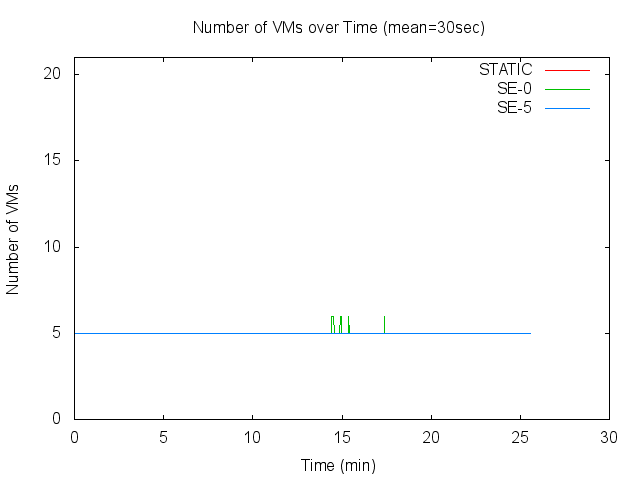 Number of VMs over Time (mean=30sec)
STATIC
SE-0
SE-5
20
15
10
5
0
Number of VMs
0 5 10 15 20 25 30
Time (min)